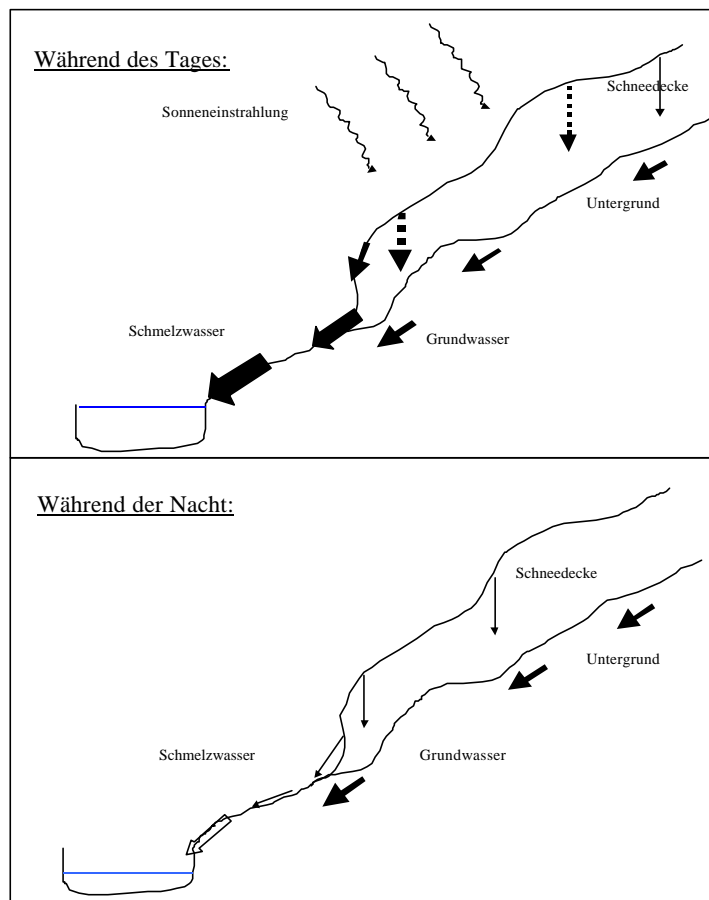 Während des Tages:
Schneedecke
Sonneneinstrahlung
Untergrund
Schmelzwasser
Grundwasser
Während der Nacht:
Schneedecke
Untergrund
Schmelzwasser
Grundwasser